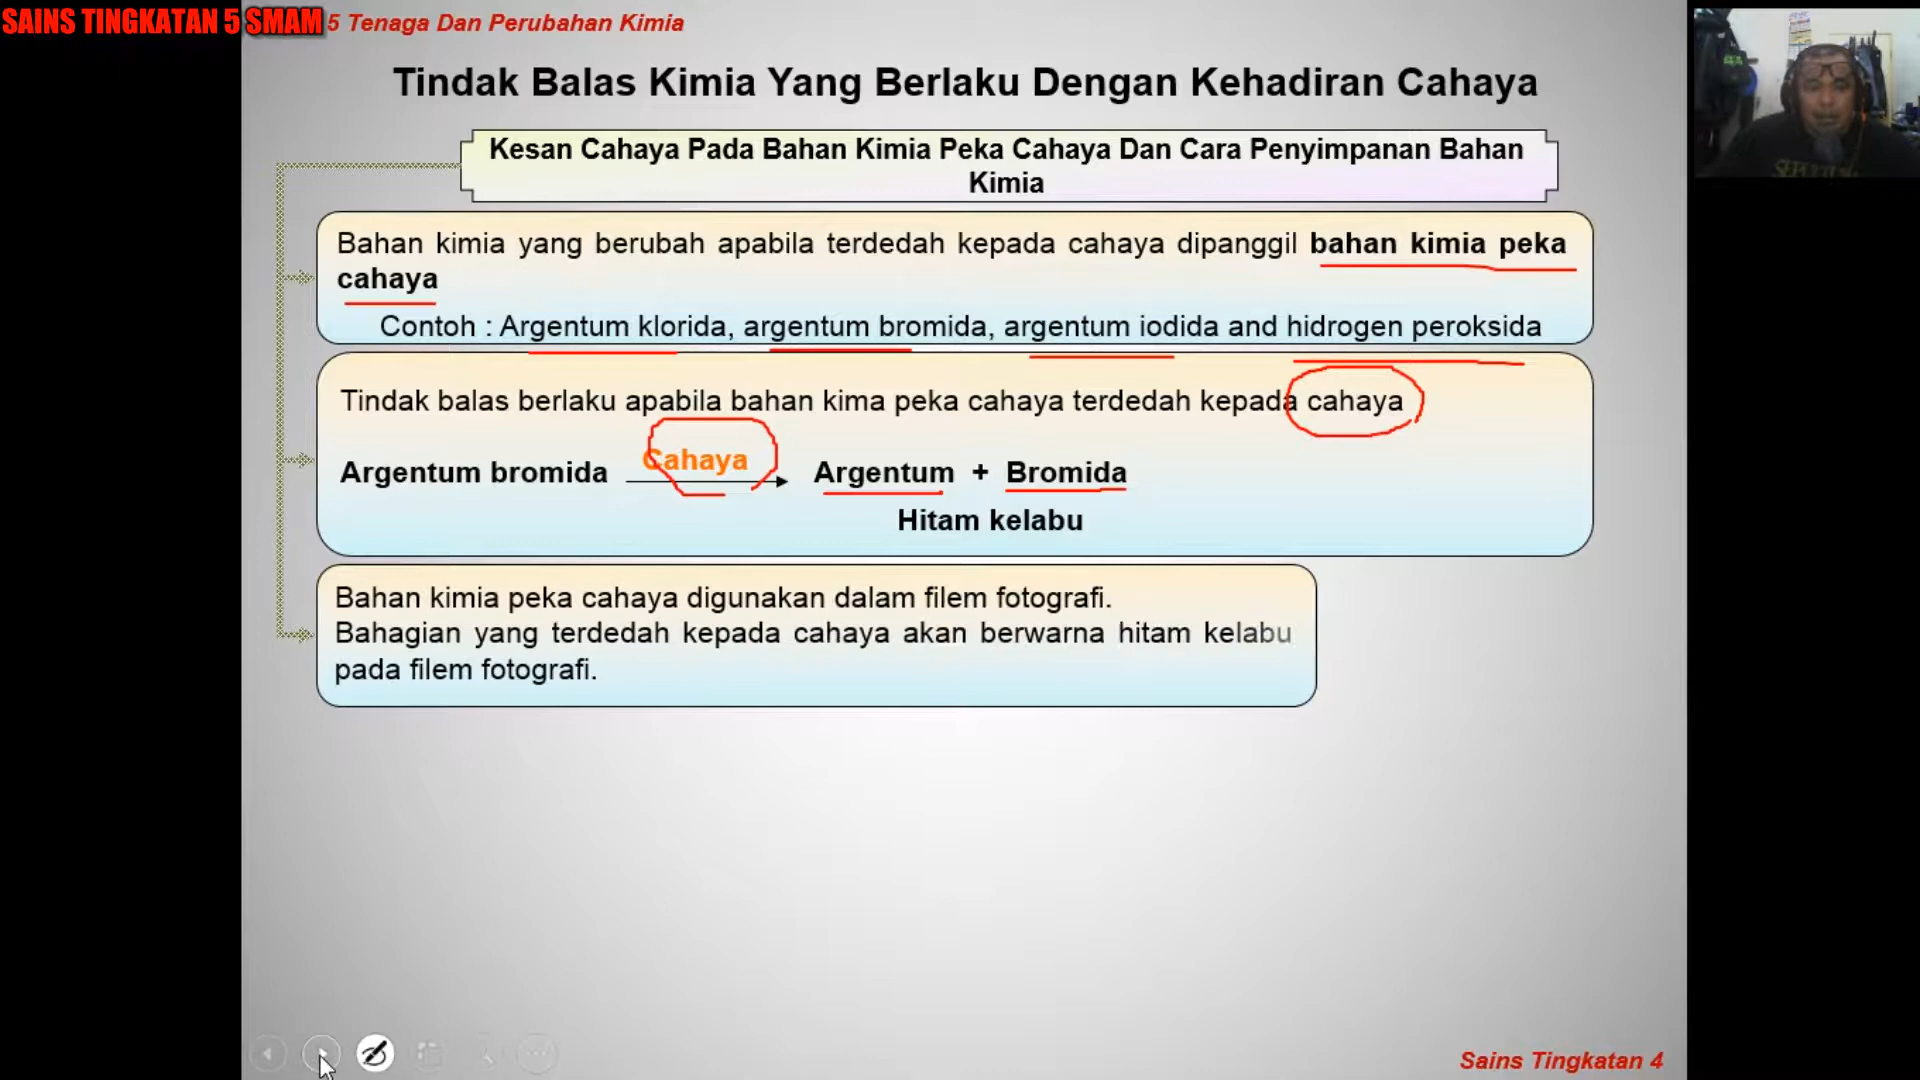 SAINS TINGKATAN 5 SMAM
5 Tenaga Dan Perubahan Kimia
Tindak Balas Kimia Yang Berlaku Dengan Kehadiran Cahaya
Kesan Cahaya Pada Bahan Kimia Peka Cahaya Dan Cara Penyimpanan Bahan
Kimia
Bahan kimia yang berubah apabila terdedah kepada cahaya dipanggil bahan kimia peka
cahaya
Contoh : Argentum klorida, argentum bromida, argentum iodida and hidrogen peroksida
Tindak balas berlaku apabila bahan kima peka cahaya terdedah kepada cahaya
Cahaya
Argentum bromida Argentum + Bromida
Hitam kelabu
Bahan kimia peka cahaya digunakan dalam filem fotografi.
Bahagian yang terdedah kepada cahaya akan berwarna hitam kelabu
pada filem fotografi.
Sains Tingkatan 4